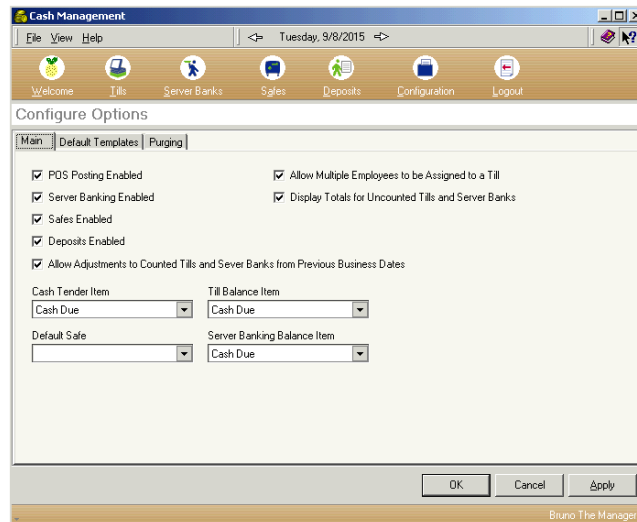 Cash Management
File View Help
Tuesday, 9/8/2015
Welcome Tills Server Banks Safes Deposits Configuration Logout
Configure Options
Main Default Templates Purging
POS Posting Enabled Allow Multiple Employees to be Assigned to a Till
Server Banking Enabled Display Totals for Uncounted Tills and Server Banks
Safes Enabled
Deposits Enabled
Allow Adjustments to Counted Tills and Sever Banks from Previous Business Dates
Cash Tender Item Till Balance Item
Cash Due Cash Due
Default Safe Server Banking Balance Item
Cash Due
OK Cancel Apply
Bruno The Manager